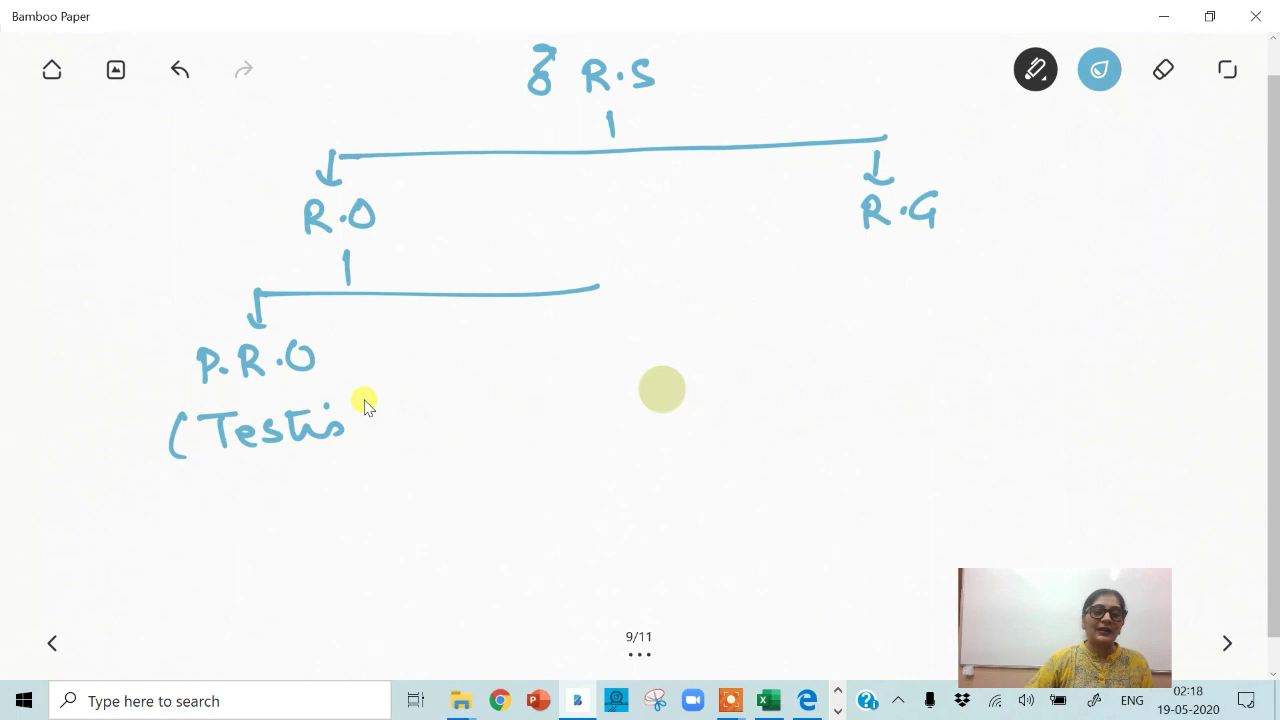 Bamboo Paper
♂ R.S
R.O
R.G
P.R.O
(Testis
9/11
Type here to search
ENG
02:18
19-05-2020